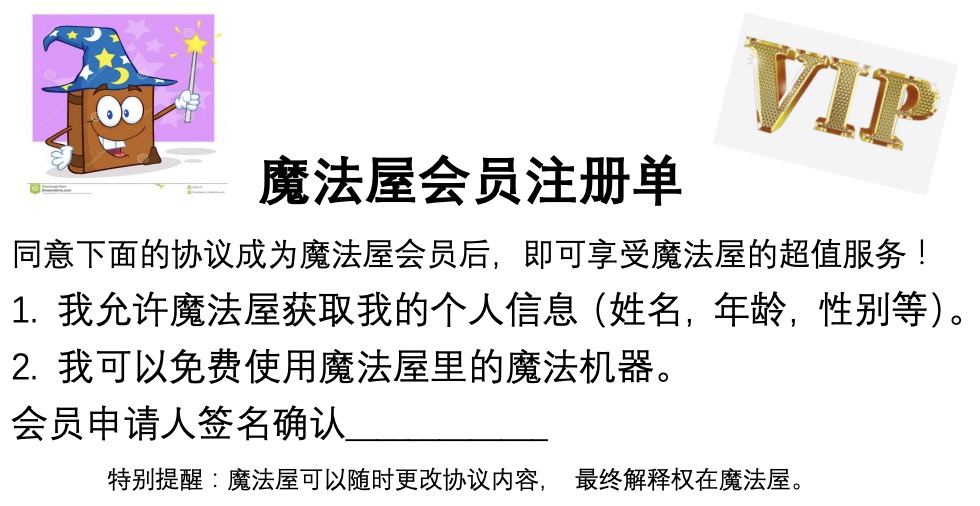 VIP
魔法屋会员注册单
同意下面的协议成为魔法屋会员后，即可享受魔法屋的超值服务！
1. 我允许魔法屋获取我的个人信息（姓名，年龄，性别等）。
2. 我可以免费使用魔法屋里的魔法机器。
会员申请人签名确认____________
特别提醒：魔法屋可以随时更改协议内容， 最终解释权在魔法屋。